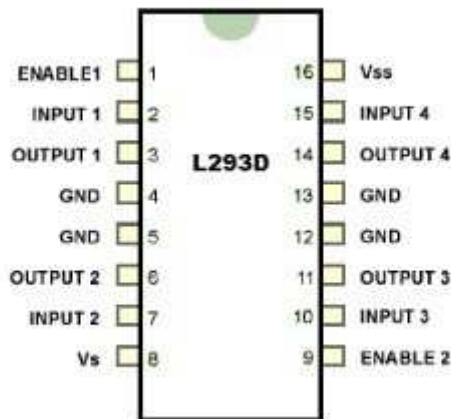 ENABLE1 1 16 Vss
INPUT 1 2 15 INPUT 4
OUTPUT 1 3 14 OUTPUT 4
L293D
GND 4 13 GND
GND 5 12 GND
OUTPUT 2 6 11 OUTPUT 3
INPUT 2 7 10 INPUT 3
Vs 8 9 ENABLE 2